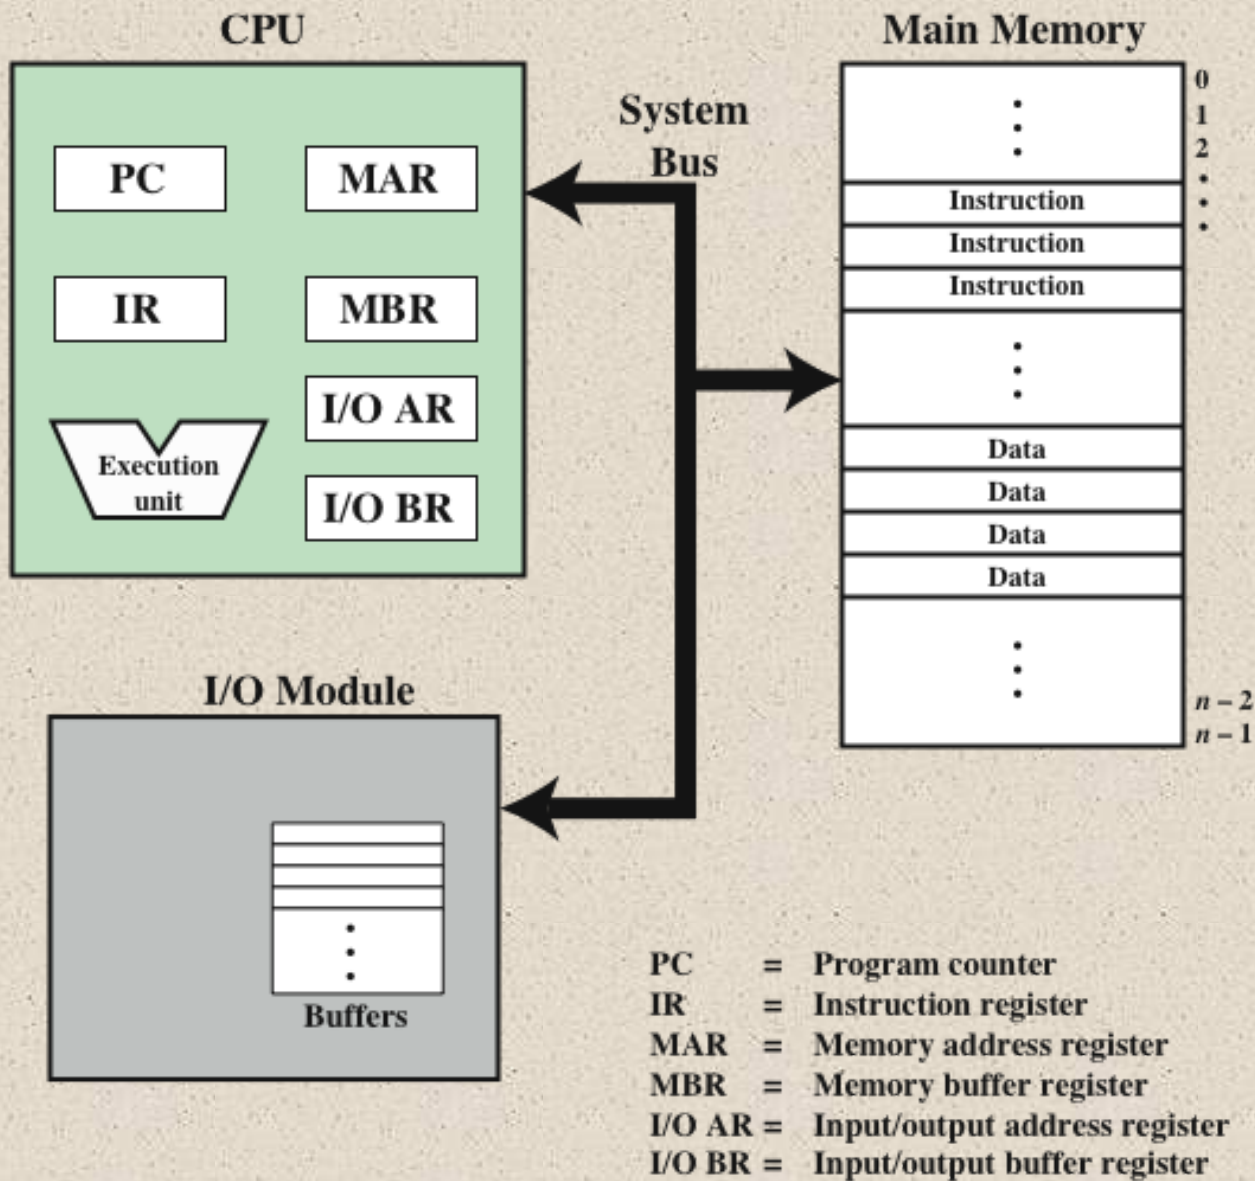 CPU
PC
MAR
IR
MBR
I/O AR
I/O BR
Execution
unit
System
Bus
Main Memory
0
1
2
Instruction
Instruction
Instruction
Data
Data
Data
Data
n – 2
n – 1
I/O Module
Buffers
PC = Program counter
IR = Instruction register
MAR = Memory address register
MBR = Memory buffer register
I/O AR = Input/output address register
I/O BR = Input/output buffer register